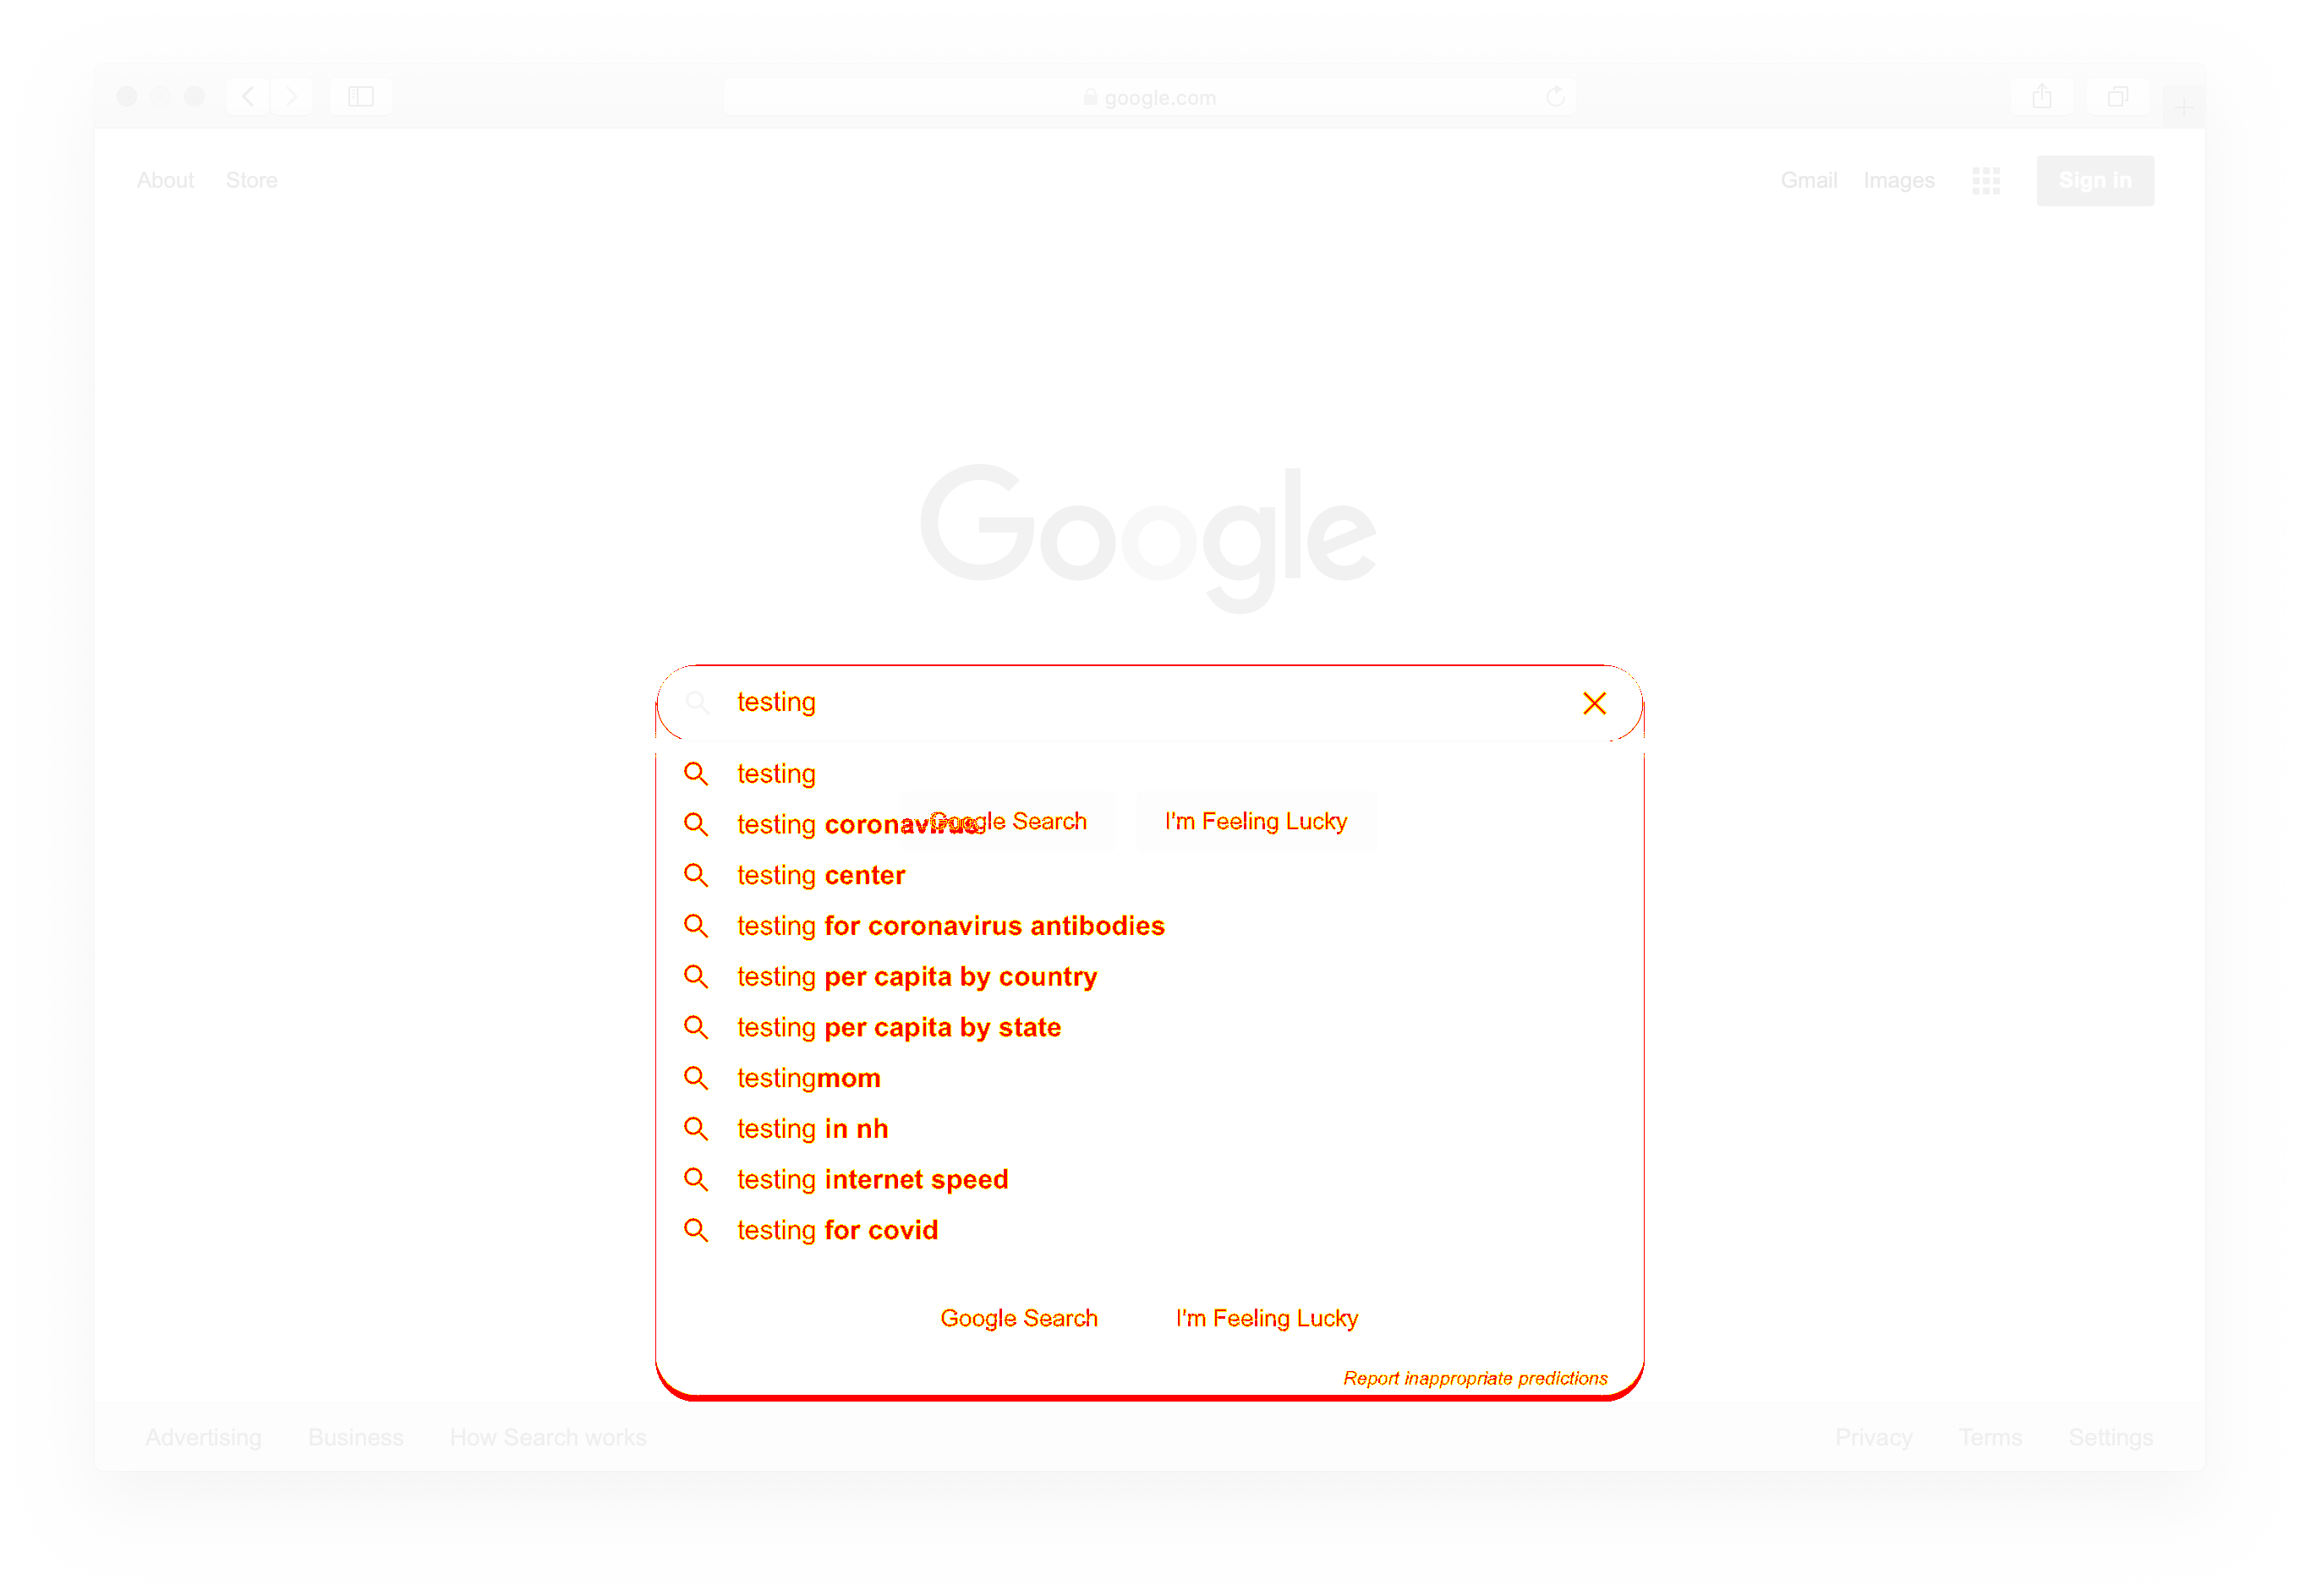 google.com
About Store Gmail Images Sign in
Google
testing
testing
testing coronavirus
Google Search I'm Feeling Lucky
testing center
testing for coronavirus antibodies
testing per capita by country
testing per capita by state
testingmom
testing in nh
testing internet speed
testing for covid
Google Search I'm Feeling Lucky
Report inappropriate predictions
Advertising Business How Search works Privacy Terms Settings